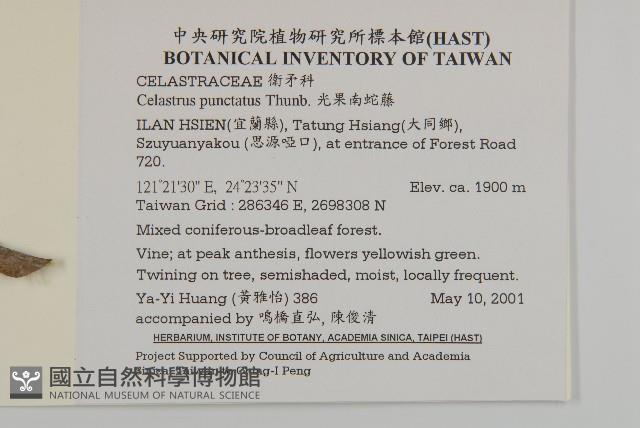 中央研究院植物研究所標本館(HAST)
BOTANICAL INVENTORY OF TAIWAN
CELASTRACEAE 衛矛科
Celastrus punctatus Thunb. 光果南蛇藤
ILAN HSIEN(宜蘭縣), Tatung Hsiang(大同鄉),
Szuyuanyakou (思源啞口), at entrance of Forest Road
720.
121°21'30" E, 24°23'35" N Elev. ca. 1900 m
Taiwan Grid : 286346 E, 2698308 N
Mixed coniferous-broadleaf forest.
Vine; at peak anthesis, flowers yellowish green.
Twining on tree, semishaded, moist, locally frequent.
Ya-Yi Huang (黃雅怡) 386 May 10, 2001
accompanied by 鳴橋直弘, 陳俊清
HERBARIUM, INSTITUTE OF BOTANY, ACADEMIA SINICA, TAIPEI (HAST)
Project Supported by Council of Agriculture and Academia
Peng
國立自然科學博物館
NATIONAL MUSEUM OF NATURAL SCIENCE